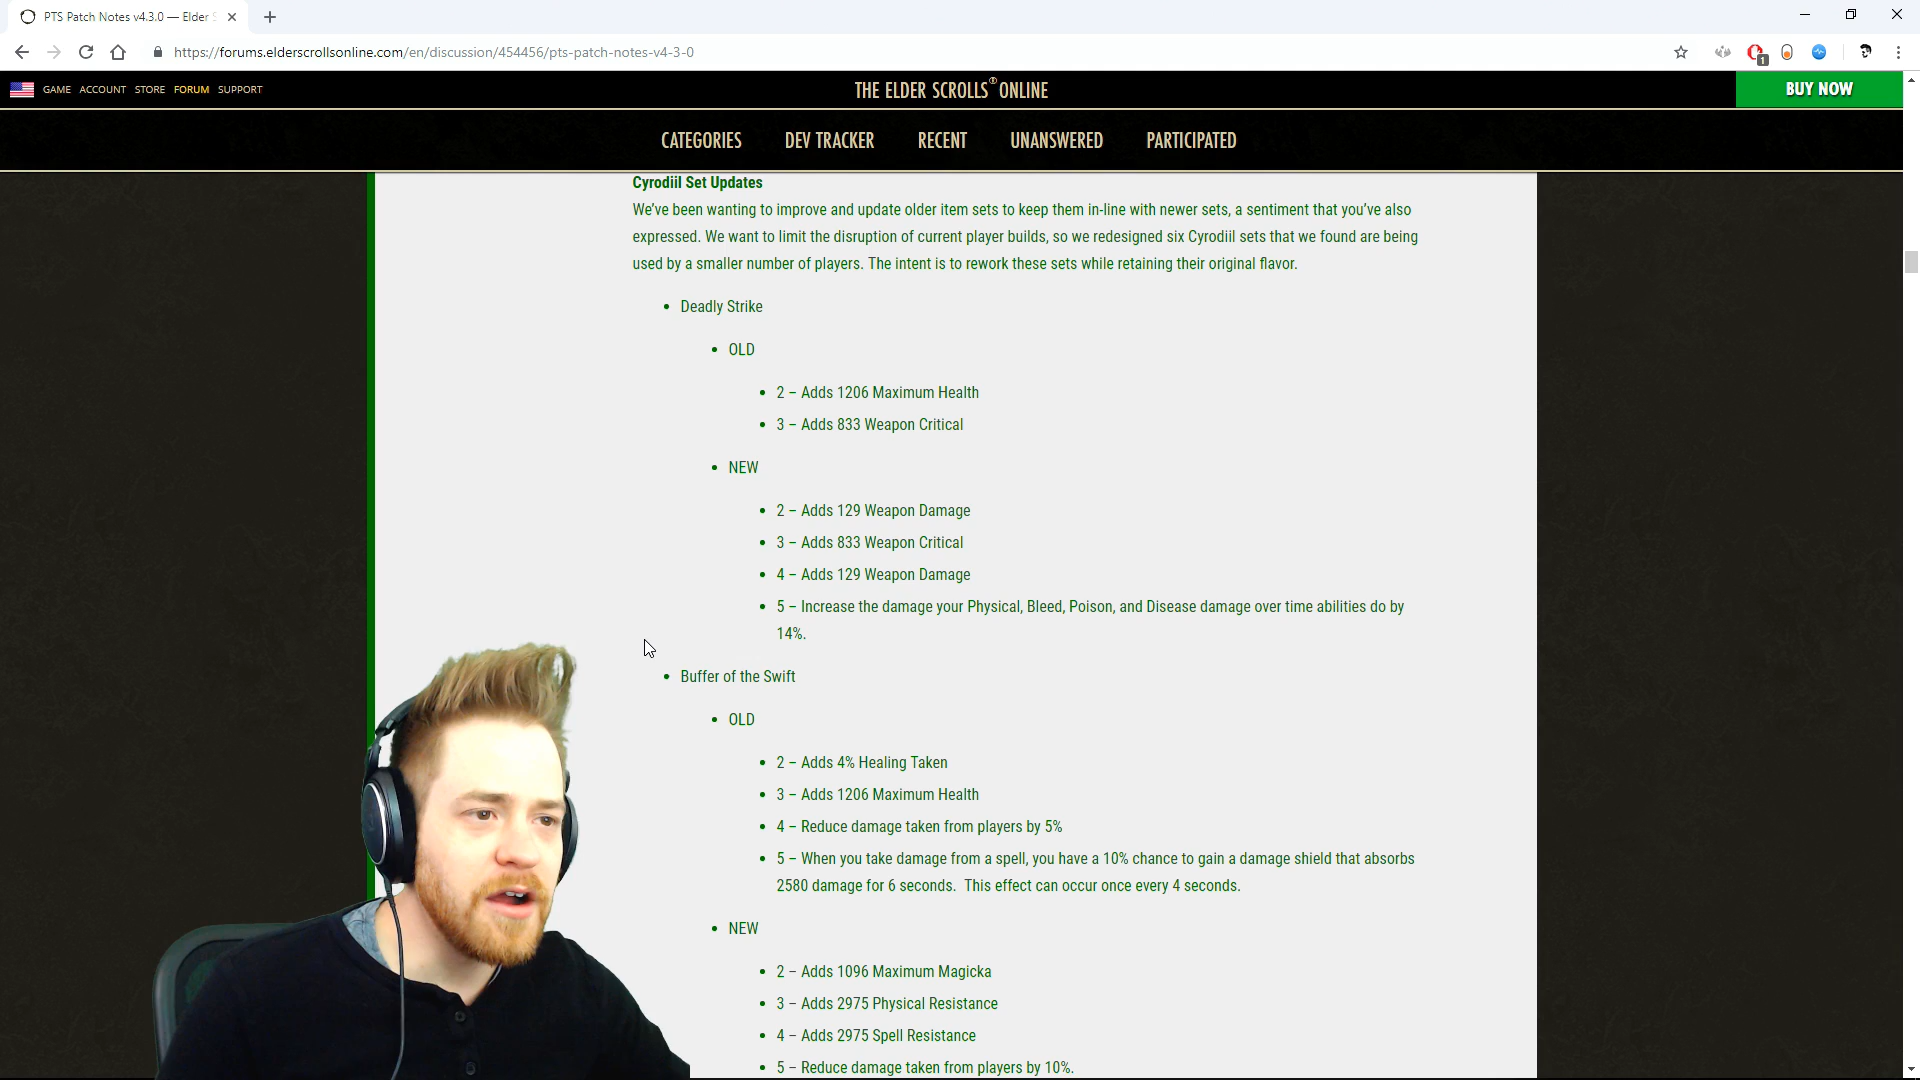 PTS Patch Notes v4.3.0 — Elder S
https://forums.elderscrollsonline.com/en/discussion/454456/pts-patch-notes-v4-3-0
1
GAME ACCOUNT STORE FORUM SUPPORT
THE ELDER SCROLLS ONLINE
BUY NOW
CATEGORIES DEV TRACKER RECENT UNANSWERED PARTICIPATED
Cyrodiil Set Updates
We've been wanting to improve and update older item sets to keep them in-line with newer sets, a sentiment that you've also
expressed. We want to limit the disruption of current player builds, so we redesigned six Cyrodiil sets that we found are being
used by a smaller number of players. The intent is to rework these sets while retaining their original flavor.
• Deadly Strike
• OLD
• 2 – Adds 1206 Maximum Health
• 3 – Adds 833 Weapon Critical
• NEW
• 2 – Adds 129 Weapon Damage
• 3 – Adds 833 Weapon Critical
• 4 – Adds 129 Weapon Damage
• 5 – Increase the damage your Physical, Bleed, Poison, and Disease damage over time abilities do by
14%.
• Buffer of the Swift
• OLD
• 2 – Adds 4% Healing Taken
• 3 – Adds 1206 Maximum Health
• 4 – Reduce damage taken from players by 5%
• 5 – When you take damage from a spell, you have a 10% chance to gain a damage shield that absorbs
2580 damage for 6 seconds. This effect can occur once every 4 seconds.
• NEW
• 2 – Adds 1096 Maximum Magicka
• 3 – Adds 2975 Physical Resistance
• 4 – Adds 2975 Spell Resistance
• 5 – Reduce damage taken from players by 10%.